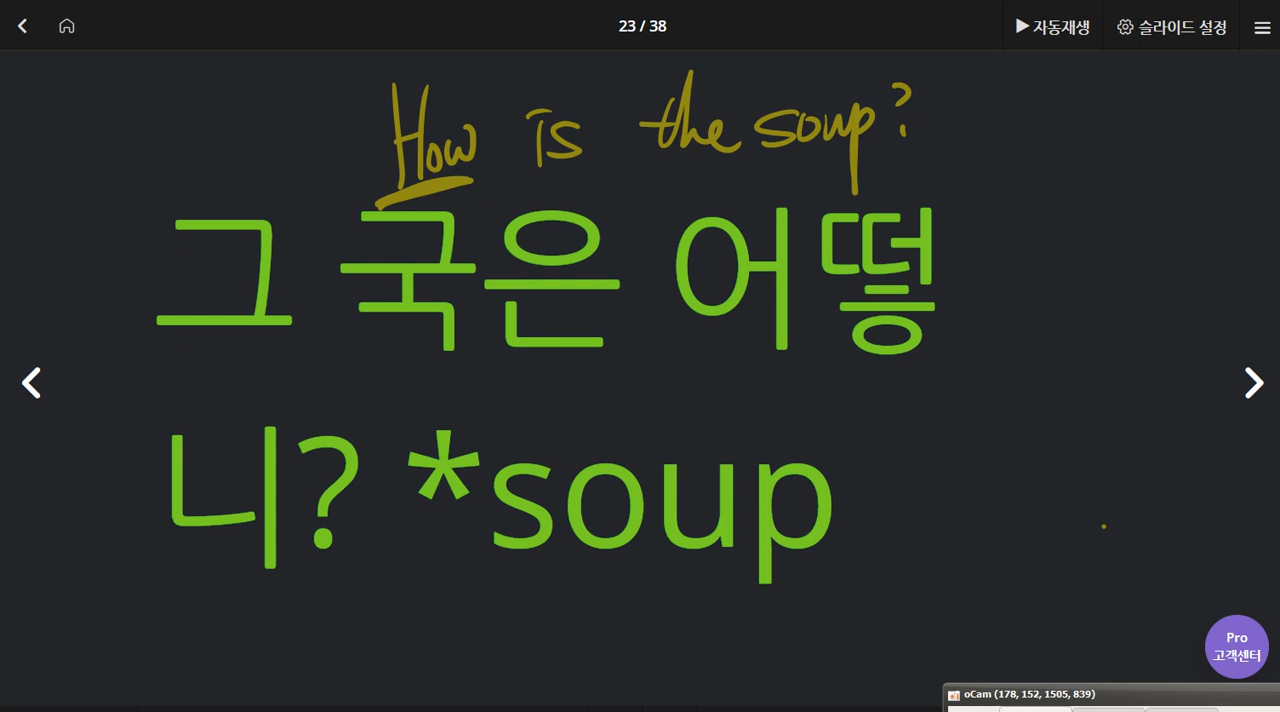 23 / 38
자동재생
슬라이드 설정
How is the soup?
그 국은 어떻
니? *soup
Pro
고객센터
oCam (178, 152, 1505, 839)